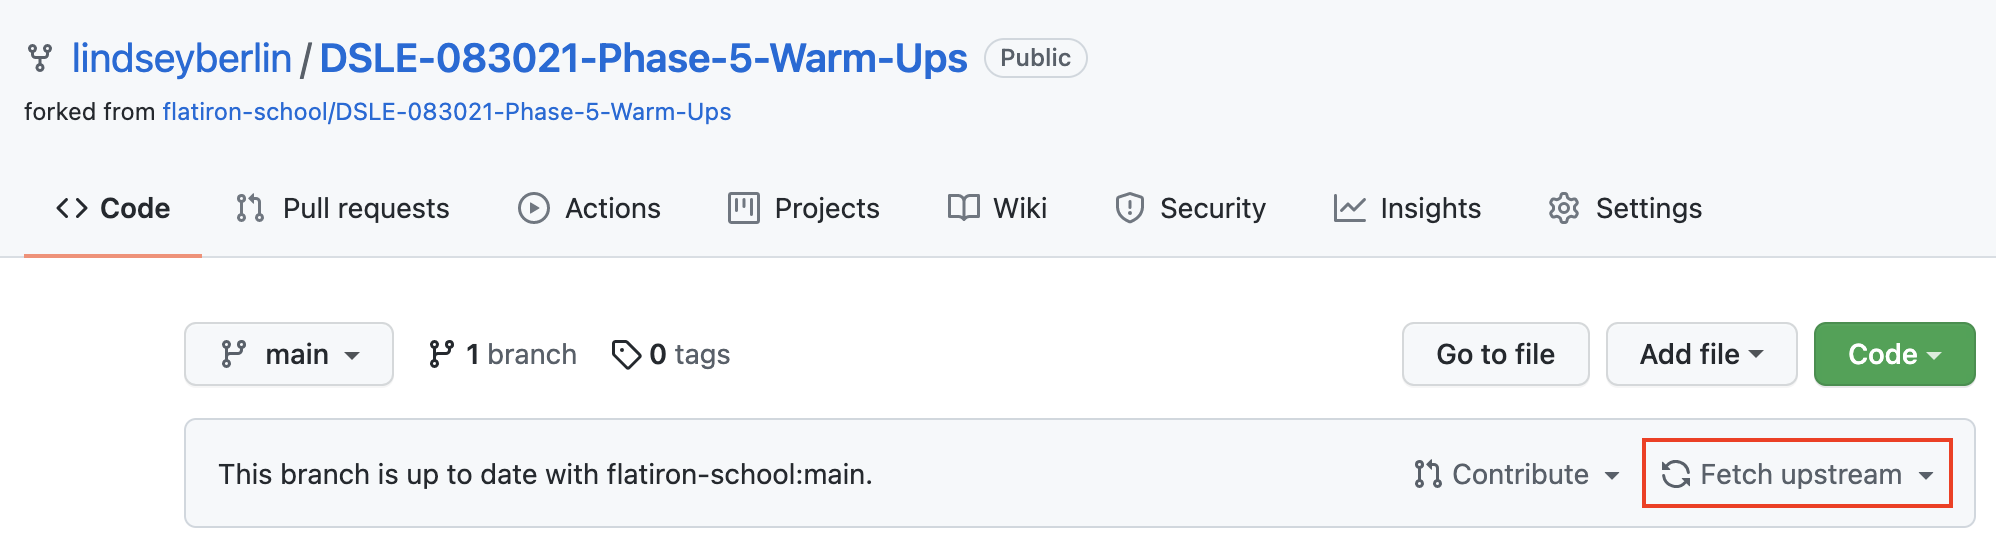 lindseyberlin / DSLE-083021-Phase-5-Warm-Ups Public
forked from flatiron-school/DSLE-083021-Phase-5-Warm-Ups
Code Pull requests Actions Projects Wiki Security Insights Settings
main 1 branch 0 tags Go to file Add file Code
This branch is up to date with flatiron-school:main. Contribute Fetch upstream